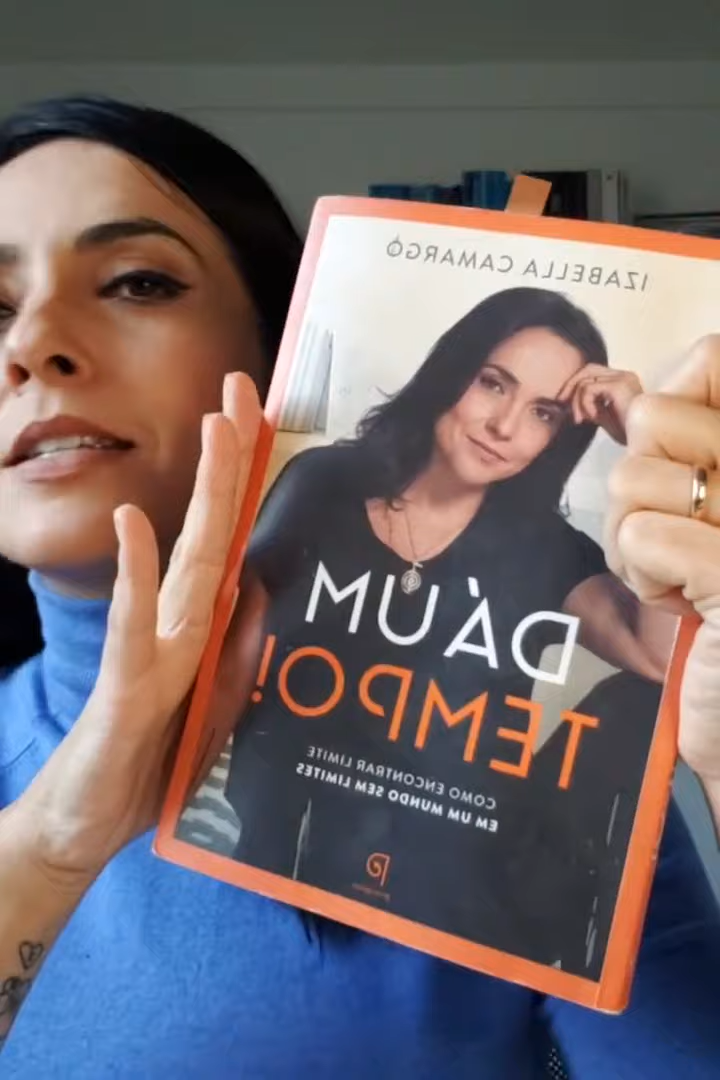 IZABELLA CAMARGO
DÁ UM
TEMPO!
COMO ENCONTRAR LIMITE
EM UM MUNDO SEM LIMITES